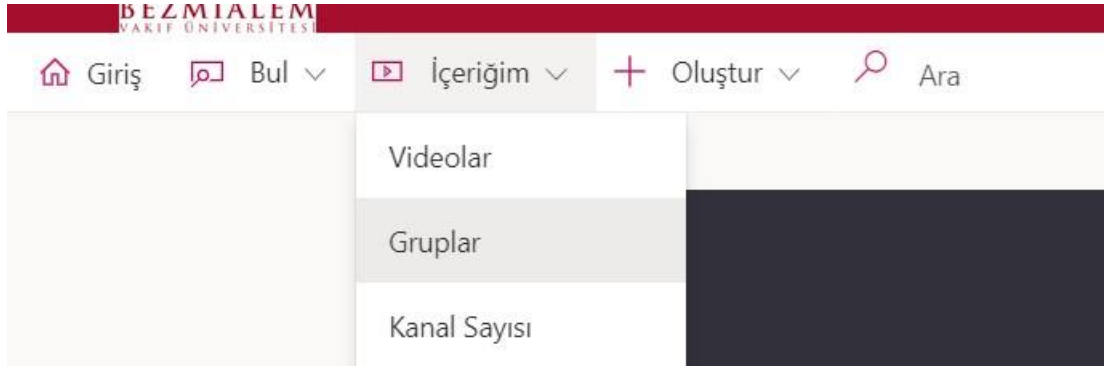 BEZMIALEM
VAKIF ÜNİVERSİTESİ
Giriş Bul İçeriğim Oluştur Ara
Videolar
Gruplar
Kanal Sayısı